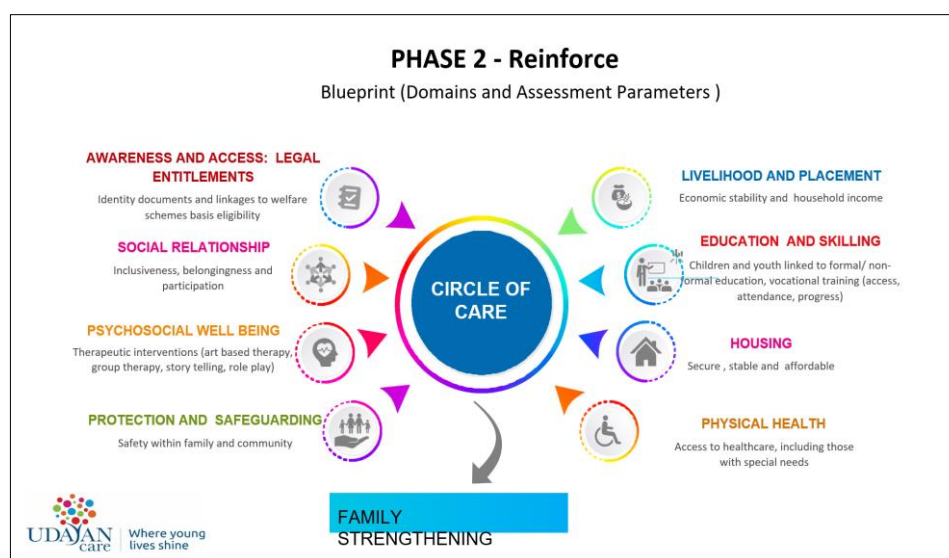 PHASE 2 - Reinforce
Blueprint (Domains and Assessment Parameters )
AWARENESS AND ACCESS: LEGAL
ENTITLEMENTS
Identity documents and linkages to welfare
schemes basis eligibility
SOCIAL RELATIONSHIP
Inclusiveness, belongingness and
participation
PSYCHOSOCIAL WELL BEING
Therapeutic interventions (art based therapy,
group therapy, story telling, role play)
PROTECTION AND SAFEGUARDING
Safety within family and community
CIRCLE OF
CARE
LIVELIHOOD AND PLACEMENT
Economic stability and household income
EDUCATION AND SKILLING
Children and youth linked to formal/ non-
formal education, vocational training (access,
attendance, progress)
HOUSING
Secure , stable and affordable
PHYSICAL HEALTH
Access to healthcare, including those
with special needs
FAMILY
STRENGTHENING
UDAYAN
care
Where young
lives shine